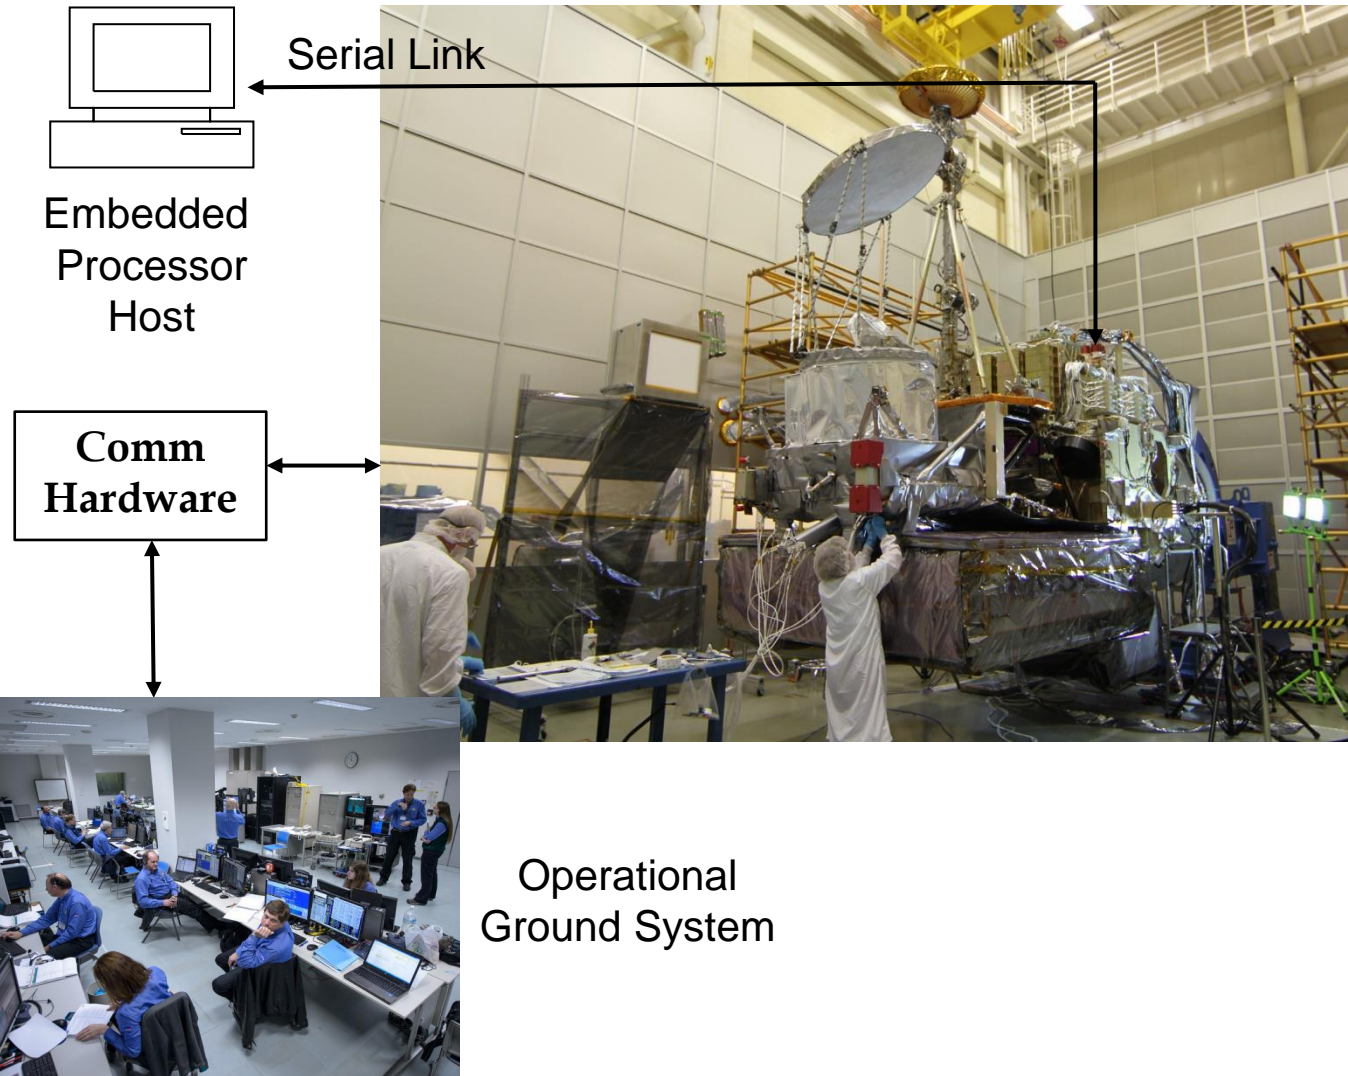 Serial Link
Embedded
Processor
Host
Comm
Hardware
Operational
Ground System